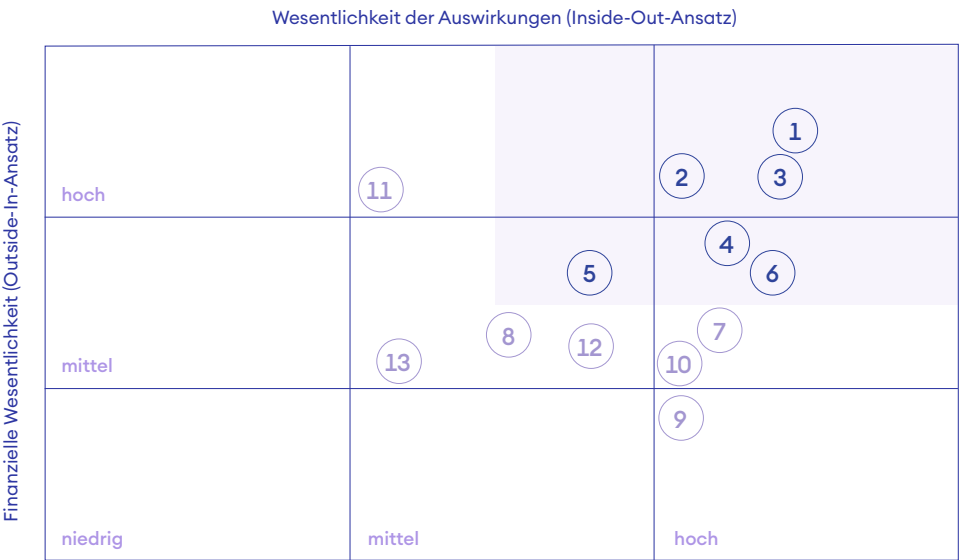 Wesentlichkeit der Auswirkungen (Inside-Out-Ansatz)
Finanzielle Wesentlichkeit (Outside-In-Ansatz)
1
2
3
hoch
11
4
5
6
7
8
12
mittel
13
10
9
niedrig
mittel
hoch